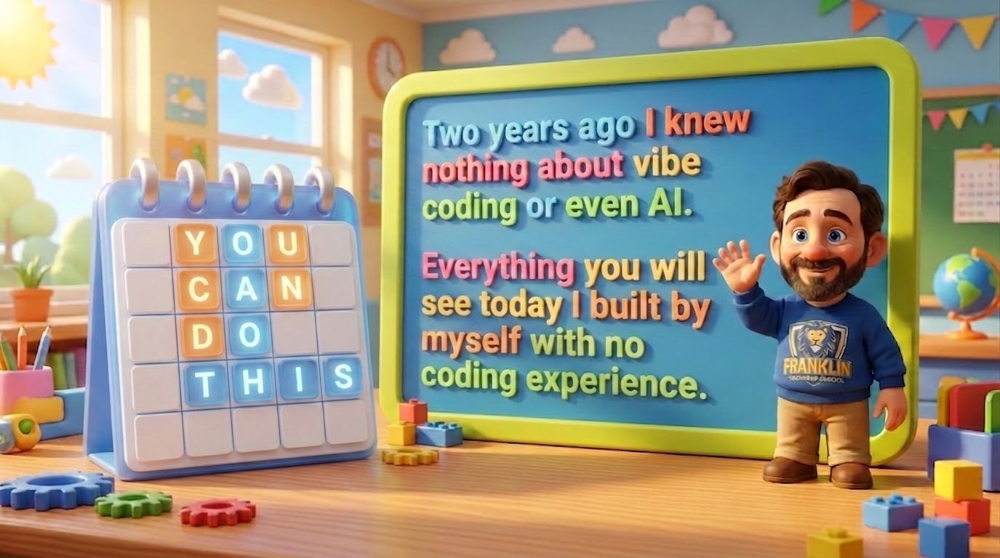 YOU
CAN
DO
THIS
Two years ago I knew
nothing about vibe
coding or even AI.
Everything you will
see today I built by
myself with no
coding experience.
FRANKLIN